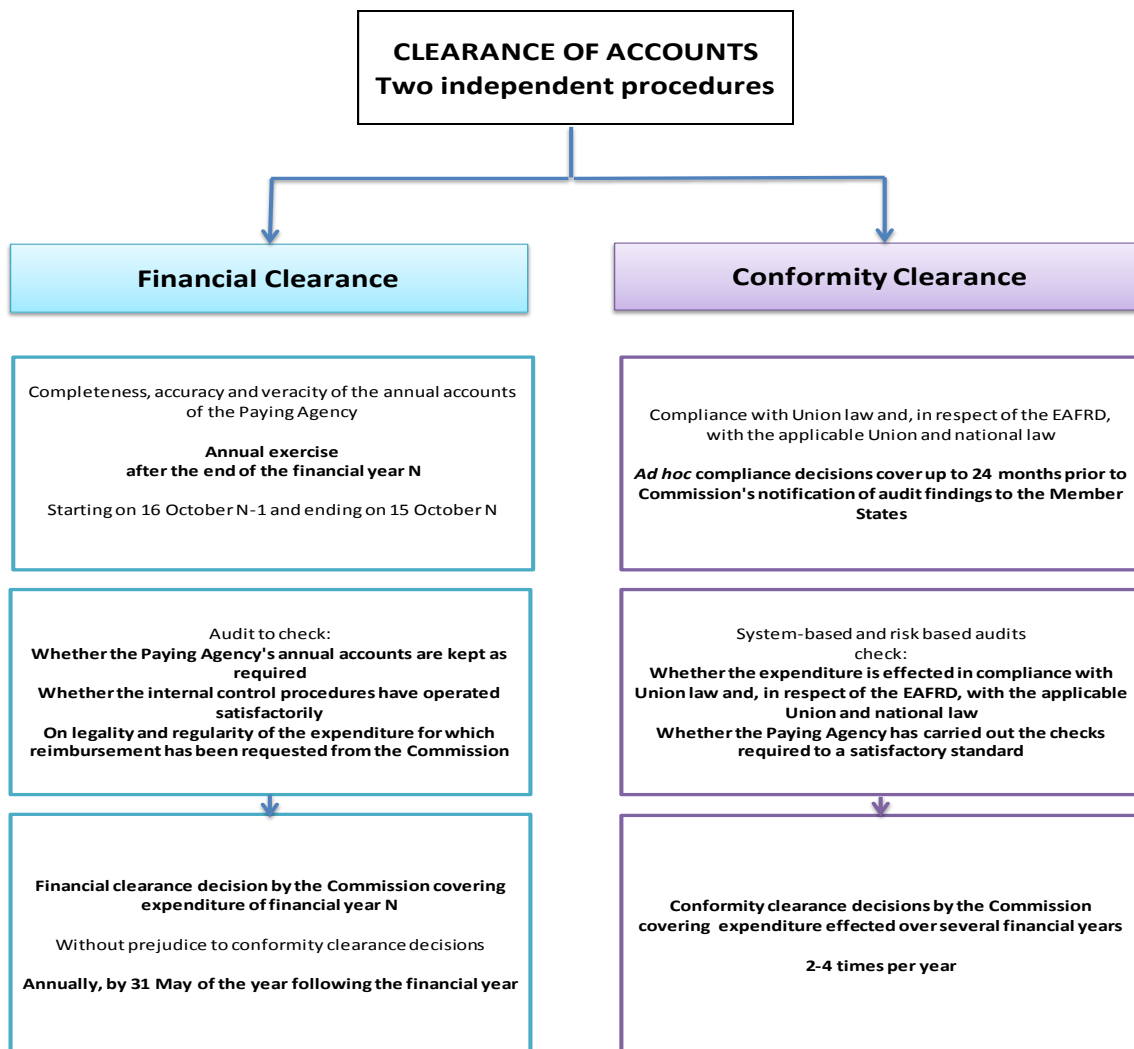 CLEARANCE OF ACCOUNTS
Two independent procedures
Financial Clearance
Completeness, accuracy and veracity of the annual accounts
of the Paying Agency
Annual exercise
after the end of the financial year N
Starting on 16 October N-1 and ending on 15 October N
Audit to check:
Whether the Paying Agency's annual accounts are kept as
required
Whether the internal control procedures have operated
satisfactorily
On legality and regularity of the expenditure for which
reimbursement has been requested from the Commission
Financial clearance decision by the Commission covering
expenditure of financial year N
Without prejudice to conformity clearance decisions
Annually, by 31 May of the year following the financial year
Conformity Clearance
Compliance with Union law and, in respect of the EAFRD,
with the applicable Union and national law
Ad hoc compliance decisions cover up to 24 months prior to
Commission's notification of audit findings to the Member
States
System-based and risk based audits
check:
Whether the expenditure is effected in compliance with
Union law and, in respect of the EAFRD, with the applicable
Union and national law
Whether the Paying Agency has carried out the checks
required to a satisfactory standard
Conformity clearance decisions by the Commission
covering expenditure effected over several financial years
2-4 times per year